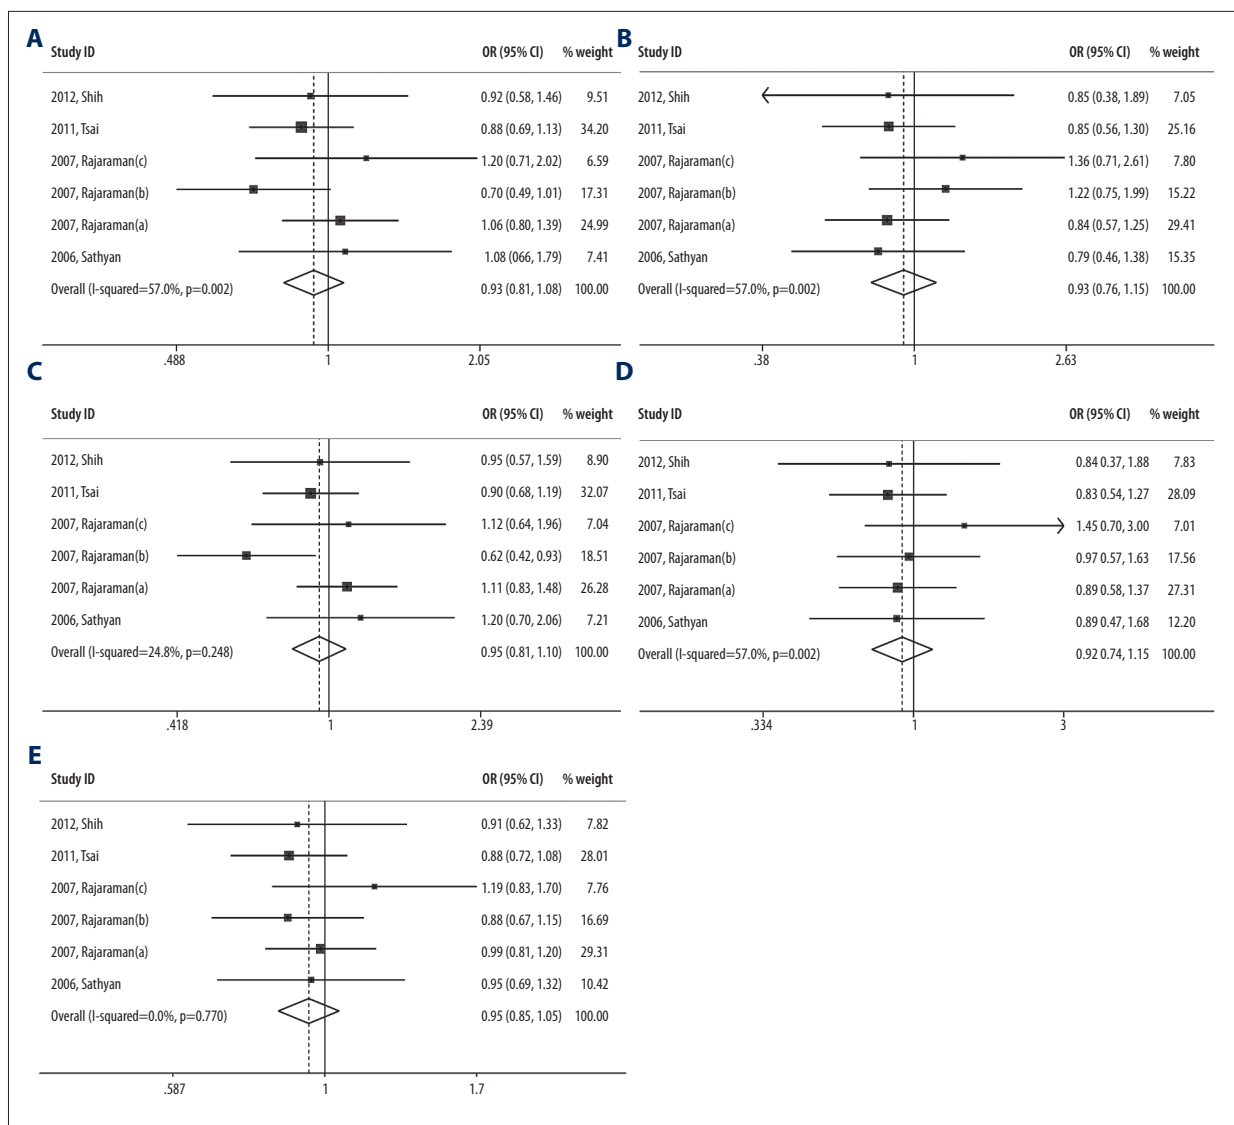 A
Study ID OR (95% CI) % weight
2012, Shih 0.92 (0.58, 1.46) 9.51
2011, Tsai 0.88 (0.69, 1.13) 34.20
2007, Rajaraman(c) 1.20 (0.71, 2.02) 6.59
2007, Rajaraman(b) 0.70 (0.49, 1.01) 17.31
2007, Rajaraman(a) 1.06 (0.80, 1.39) 24.99
2006, Sathyan 1.08 (066, 1.79) 7.41
Overall (I-squared=57.0%, p=0.002) 0.93 (0.81, 1.08) 100.00
.488 1 2.05
B
Study ID OR (95% CI) % weight
2012, Shih 0.85 (0.38, 1.89) 7.05
2011, Tsai 0.85 (0.56, 1.30) 25.16
2007, Rajaraman(c) 1.36 (0.71, 2.61) 7.80
2007, Rajaraman(b) 1.22 (0.75, 1.99) 15.22
2007, Rajaraman(a) 0.84 (0.57, 1.25) 29.41
2006, Sathyan 0.79 (0.46, 1.38) 15.35
Overall (I-squared=57.0%, p=0.002) 0.93 (0.76, 1.15) 100.00
.38 1 2.63
C
Study ID OR (95% CI) % weight
2012, Shih 0.95 (0.57, 1.59) 8.90
2011, Tsai 0.90 (0.68, 1.19) 32.07
2007, Rajaraman(c) 1.12 (0.64, 1.96) 7.04
2007, Rajaraman(b) 0.62 (0.42, 0.93) 18.51
2007, Rajaraman(a) 1.11 (0.83, 1.48) 26.28
2006, Sathyan 1.20 (0.70, 2.06) 7.21
Overall (I-squared=24.8%, p=0.248) 0.95 (0.81, 1.10) 100.00
.418 1 2.39
D
Study ID OR (95% CI) % weight
2012, Shih 0.84 0.37, 1.88 7.83
2011, Tsai 0.83 0.54, 1.27 28.09
2007, Rajaraman(c) 1.45 0.70, 3.00 7.01
2007, Rajaraman(b) 0.97 0.57, 1.63 17.56
2007, Rajaraman(a) 0.89 0.58, 1.37 27.31
2006, Sathyan 0.89 0.47, 1.68 12.20
Overall (I-squared=57.0%, p=0.002) 0.92 0.74, 1.15 100.00
.334 1 3
E
Study ID OR (95% CI) % weight
2012, Shih 0.91 (0.62, 1.33) 7.82
2011, Tsai 0.88 (0.72, 1.08) 28.01
2007, Rajaraman(c) 1.19 (0.83, 1.70) 7.76
2007, Rajaraman(b) 0.88 (0.67, 1.15) 16.69
2007, Rajaraman(a) 0.99 (0.81, 1.20) 29.31
2006, Sathyan 0.95 (0.69, 1.32) 10.42
Overall (I-squared=0.0%, p=0.770) 0.95 (0.85, 1.05) 100.00
.587 1 1.7